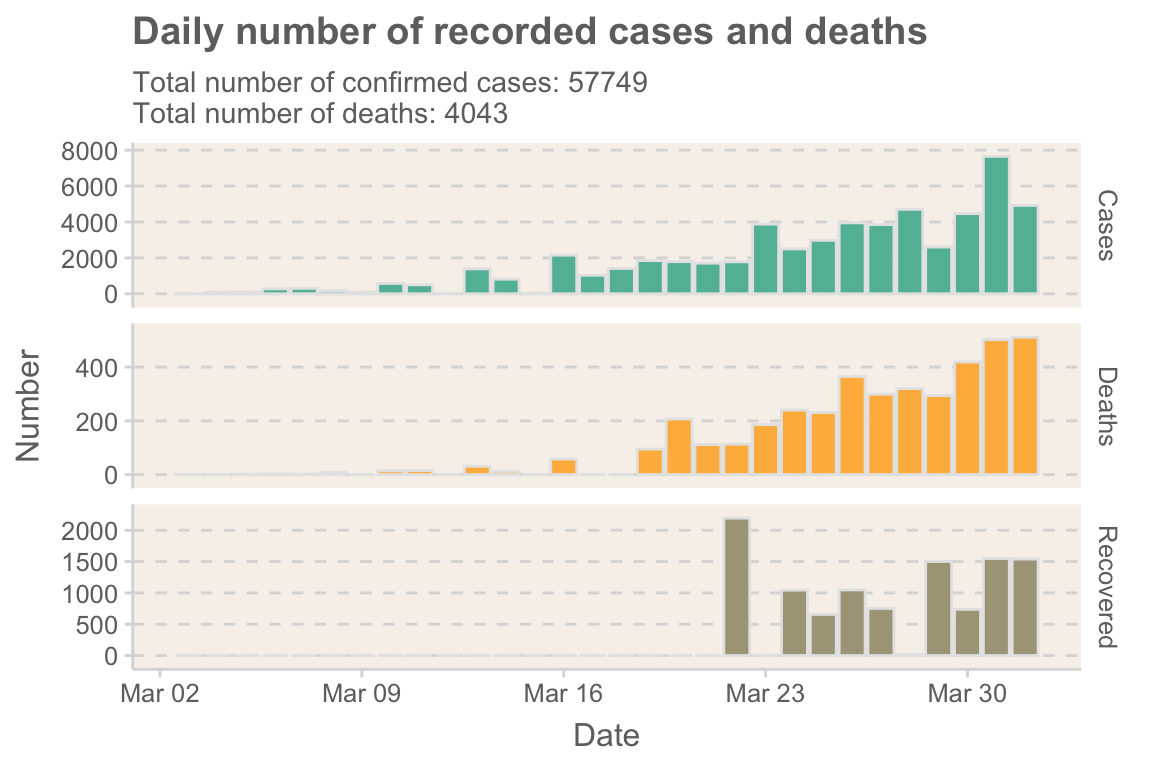 Daily number of recorded cases and deaths
Total number of confirmed cases: 57749
Total number of deaths: 4043
8000
6000
4000
2000
0
Cases
400
200
0
Deaths
2000
1500
1000
500
0
Recovered
Number
Mar 02 Mar 09 Mar 16 Mar 23 Mar 30
Date